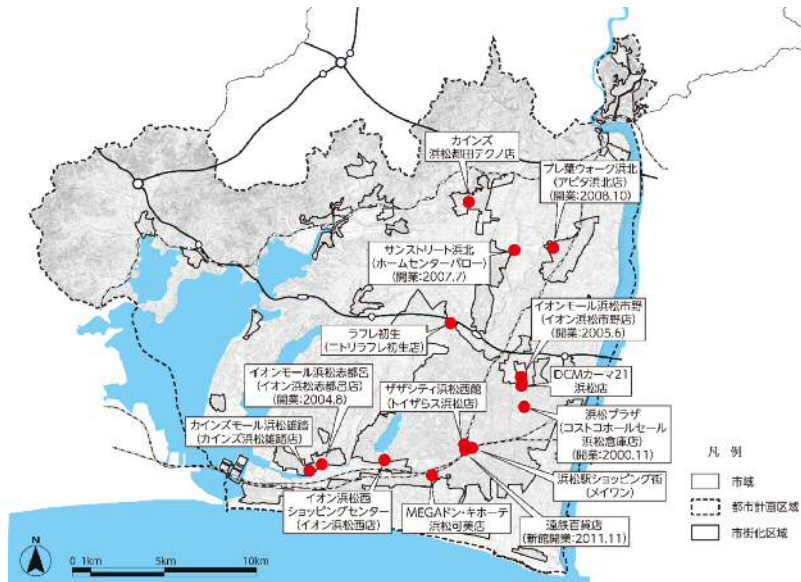 カインズ
浜松都田テクノ店
プレ葉ウォーク浜北
(アピタ浜北店)
(開業:2008.10)
サンストリート浜北
(ホームセンターバロー)
(開業:2007.7)
イオンモール浜松市野
(イオン浜松市野店)
(開業:2005.6)
ラフレ初生
(ニトリラフレ初生店)
DCMカーマ21
浜松店
イオンモール浜松志都呂
(イオン浜松志都呂店)
(開業:2004.8)
ザザシティ浜松西館
(トイザらス浜松店)
浜松プラザ
(コストコホールセール
浜松倉庫店)
(開業:2000.11)
カインズモール浜松雄踏
(カインズ浜松雄踏店)
浜松駅ショッピング街
(メイワン)
イオン浜松西
ショッピングセンター
(イオン浜松西店)
MEGAドン・キホーテ
浜松可美店
遠鉄百貨店
(新館開業:2011.11)
凡 例
市域
都市計画区域
市街化区域
N
0 1km 5km 10km